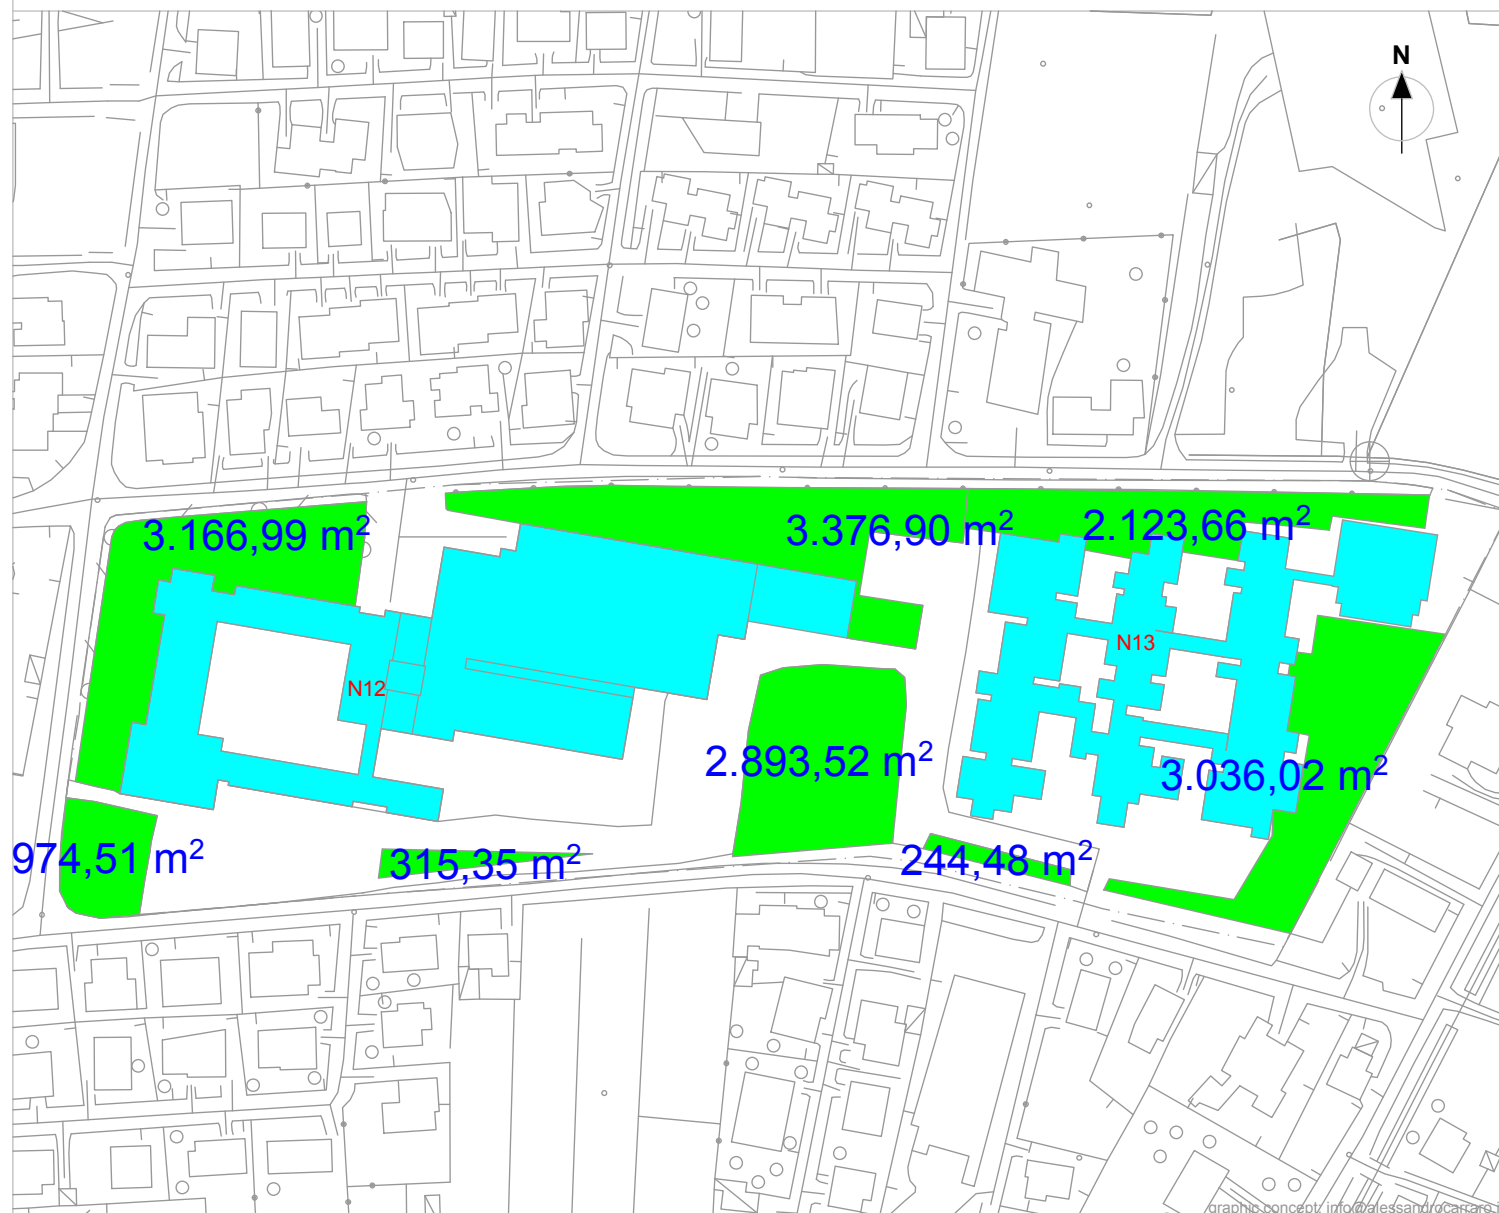 N
3.166,99 m²
3.376,90 m²
2.123,66 m²
N13
N12
2.893,52 m²
3.036,02 m²
974,51 m²
315,35 m²
244,48 m²
graphic concept: info@alessandrocarraro.i